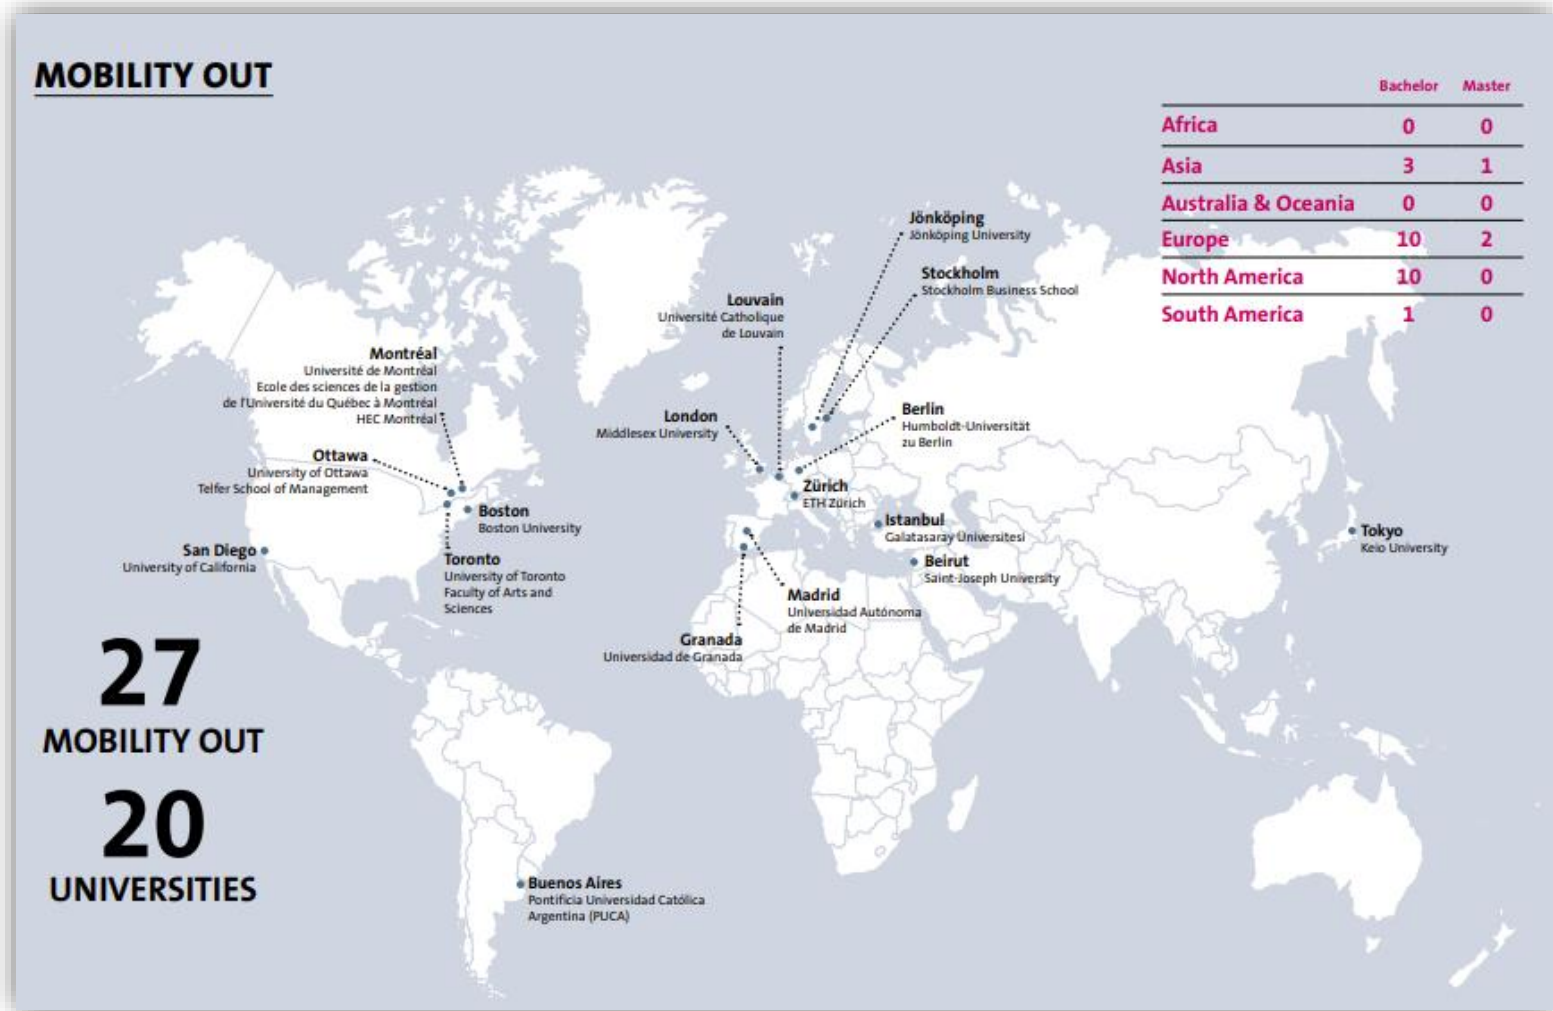 MOBILITY OUT
Bachelor Master
Africa 0 0
Asia 3 1
Australia & Oceania 0 0
Europe 10 2
North America 10 0
South America 1 0
Jönköping
Jönköping University
Stockholm
Stockholm Business School
Louvain
Université Catholique
de Louvain
Montréal
Université de Montréal
Ecole des sciences de la gestion
de l'Université du Québec à Montréal
HEC Montréal
London
Middlesex University
Berlin
Humboldt-Universität
zu Berlin
Ottawa
University of Ottawa
Telfer School of Management
Zürich
ETH Zürich
Boston
Boston University
Istanbul
Galatasaray Üniversitesi
Tokyo
Keio University
San Diego
University of California
Toronto
University of Toronto
Faculty of Arts and
Sciences
Beirut
Saint-Joseph University
Madrid
Universidad Autónoma
de Madrid
Granada
Universidad de Granada
27
MOBILITY OUT
20
UNIVERSITIES
Buenos Aires
Pontificia Universidad Católica
Argentina (PUCA)